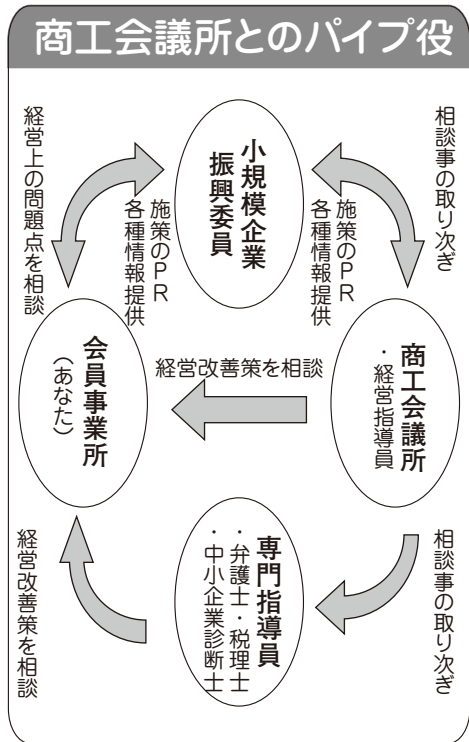 商工会議所とのパイプ役
小規模企業
振興委員
経営上の問題点を相談
施策のPR
各種情報提供
相談事の取り次ぎ
施策のPR
各種情報提供
会員事業所
(あなた)
経営改善策を相談
商工会議所
・経営指導員
専門指導員
・弁護士・税理士
・中小企業診断士
経営改善策を相談
相談事の取り次ぎ